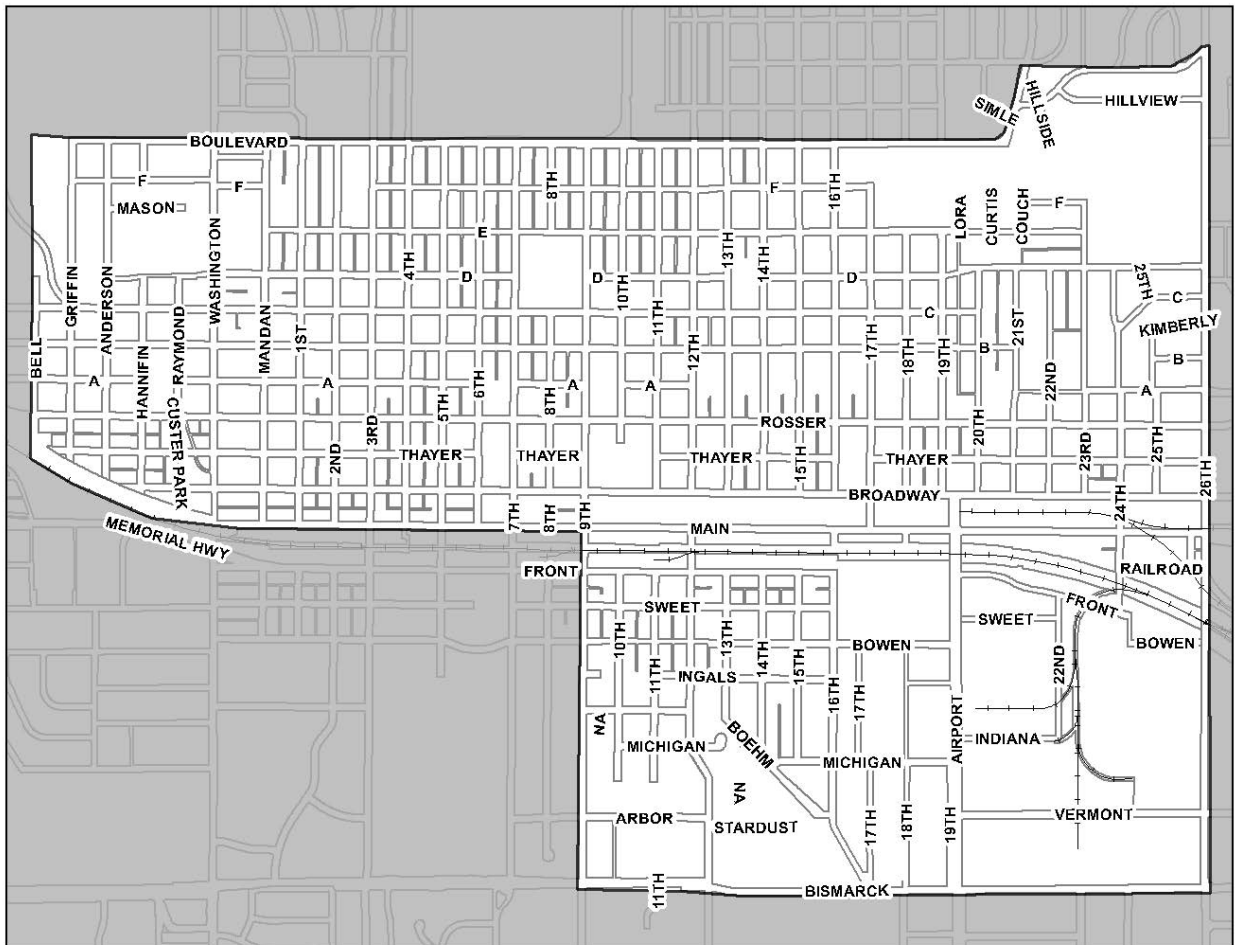 HILLVIEW
SIMLE
HILLSIDE
BOULEVARD
F
F
8TH
F
16TH
MASON
LORA
CURTIS
COUCH
F
WASHINGTON
E
4TH
D
D
10TH
13TH
14TH
D
25TH
C
GRIFFIN
ANDERSON
11TH
C
KIMBERLY
BELL
HANNIFIN
RAYMOND
MANDAN
1ST
12TH
17TH
18TH
19TH
B
21ST
22ND
B
A
A
6TH
8TH
A
A
A
CUSTER PARK
3RD
5TH
ROSSER
20TH
2ND
THAYER
THAYER
THAYER
15TH
THAYER
23RD
25TH
26TH
BROADWAY
24TH
7TH
8TH
9TH
MAIN
MEMORIAL HWY
FRONT
RAILROAD
SWEET
FRONT
SWEET
10TH
13TH
BOWEN
BOWEN
11TH
INGALS
14TH
15TH
16TH
17TH
22ND
NA
MICHIGAN
BOEHM
MICHIGAN
AIRPORT
INDIANA
NA
ARBOR
STARDUST
17TH
18TH
19TH
VERMONT
11TH
BISMARCK